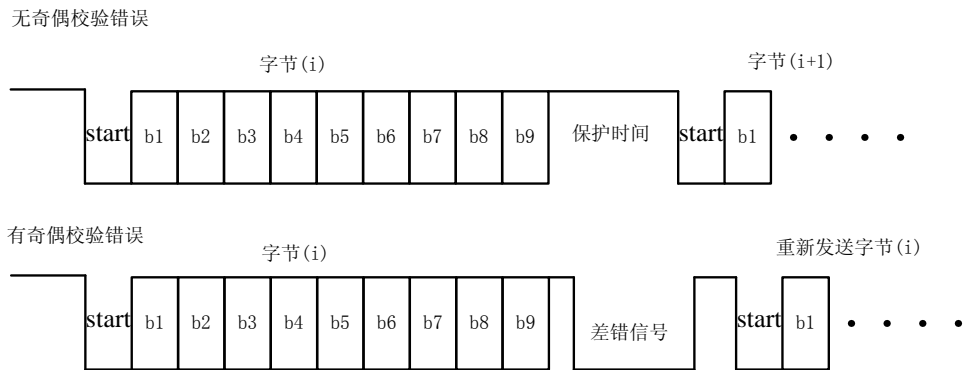 无奇偶校验错误
字节(i) 字节(i+1)
start b1 b2 b3 b4 b5 b6 b7 b8 b9 保护时间 start b1
有奇偶校验错误
字节(i) 重新发送字节(i)
start b1 b2 b3 b4 b5 b6 b7 b8 b9 差错信号 start b1